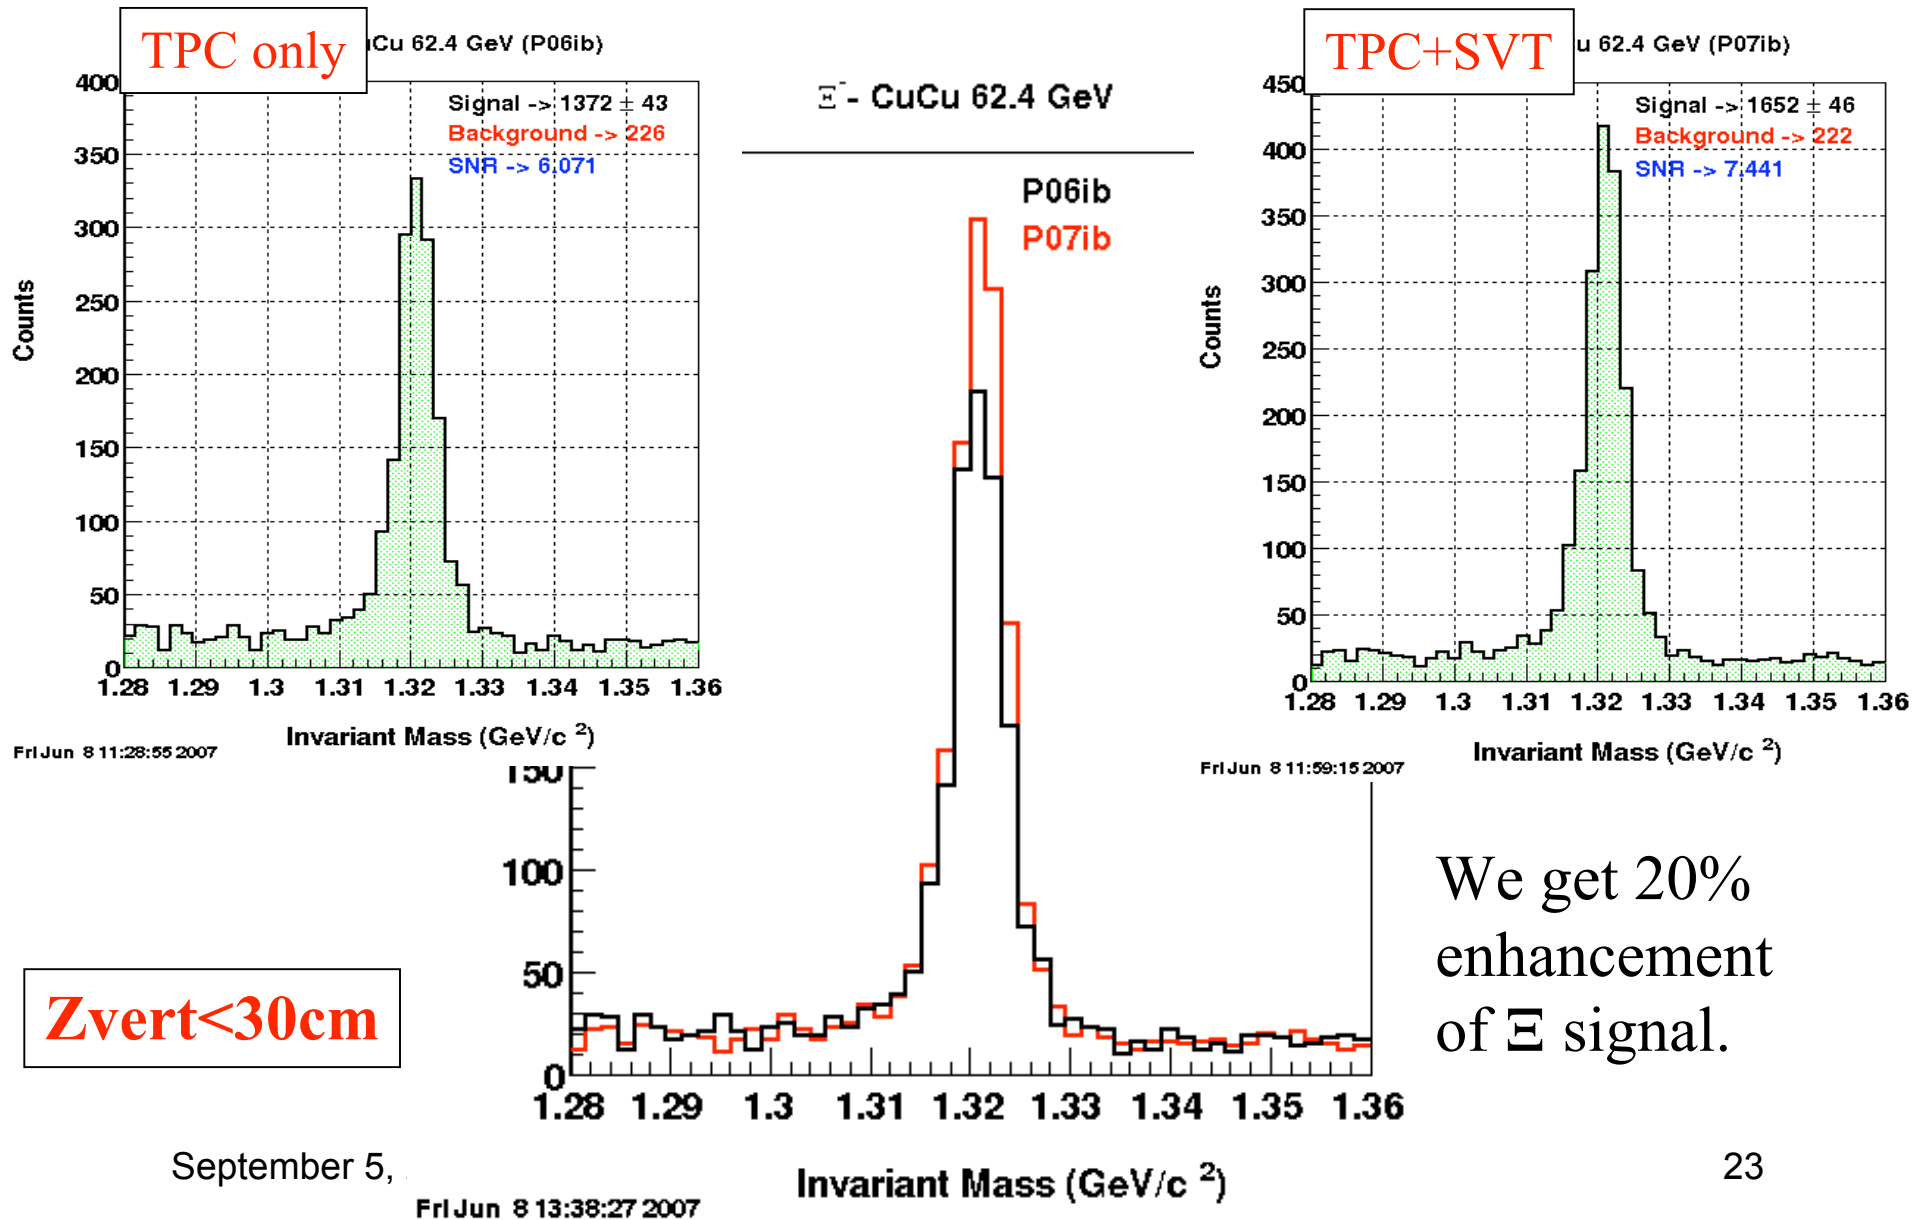 TPC only
Cu 62.4 GeV (P06ib)
Signal -> 1372 ± 43
Background -> 226
SNR -> 6.071
400
350
300
250
200
150
100
50
0
Counts
1.28 1.29 1.3 1.31 1.32 1.33 1.34 1.35 1.36
Invariant Mass (GeV/c ²)
Fri Jun 8 11:28:55 2007
Ξ⁻- CuCu 62.4 GeV
P06ib
P07ib
150
100
50
0
1.28 1.29 1.3 1.31 1.32 1.33 1.34 1.35 1.36
Invariant Mass (GeV/c ²)
Fri Jun 8 13:38:27 2007
TPC+SVT
u 62.4 GeV (P07ib)
Signal -> 1652 ± 46
Background -> 222
SNR -> 7.441
450
400
350
300
250
200
150
100
50
0
Counts
1.28 1.29 1.3 1.31 1.32 1.33 1.34 1.35 1.36
Invariant Mass (GeV/c ²)
Fri Jun 8 11:59:15 2007
We get 20%
enhancement
of Ξ signal.
Zvert<30cm
September 5,
23